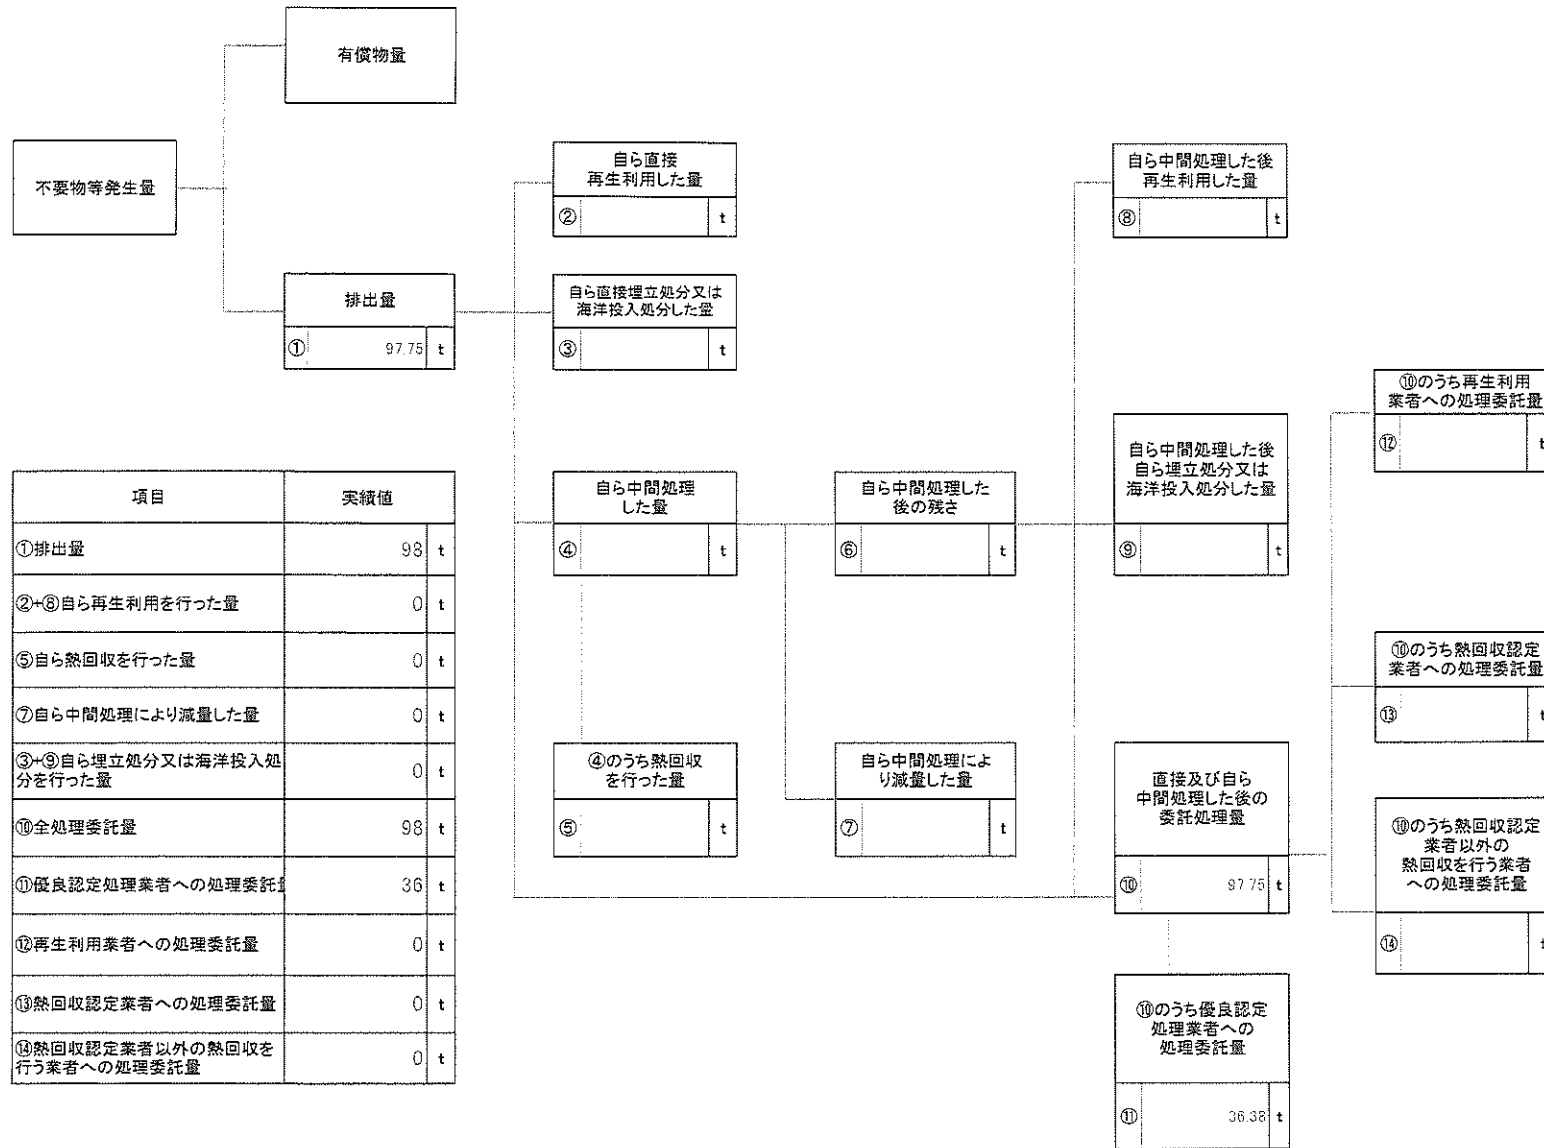 有償物量
不要物等発生量
排出量
① 97.75 t
自ら直接
再生利用した量
② t
自ら直接埋立処分又は
海洋投入処分した量
③ t
自ら中間処理
した量
④ t
④のうち熱回収
を行った量
⑤ t
自ら中間処理した
後の残さ
⑥ t
自ら中間処理によ
り減量した量
⑦ t
自ら中間処理した後
再生利用した量
⑧ t
自ら中間処理した後
自ら埋立処分又は
海洋投入処分した量
⑨ t
直接及び自ら
中間処理した後の
委託処理量
⑩ 97.75 t
⑩のうち優良認定
処理業者への
処理委託量
⑪ 36.38 t
⑩のうち再生利用
業者への処理委託量
⑫ t
⑩のうち熱回収認定
業者への処理委託量
⑬ t
⑩のうち熱回収認定
業者以外の
熱回収を行う業者
への処理委託量
⑭ t
項目 実績値
①排出量 98 t
②+⑧自ら再生利用を行った量 0 t
⑤自ら熱回収を行った量 0 t
⑦自ら中間処理により減量した量 0 t
③+⑨自ら埋立処分又は海洋投入処
分を行った量 0 t
⑩全処理委託量 98 t
⑪優良認定処理業者への処理委託量 36 t
⑫再生利用業者への処理委託量 0 t
⑬熱回収認定業者への処理委託量 0 t
⑭熱回収認定業者以外の熱回収を
行う業者への処理委託量 0 t